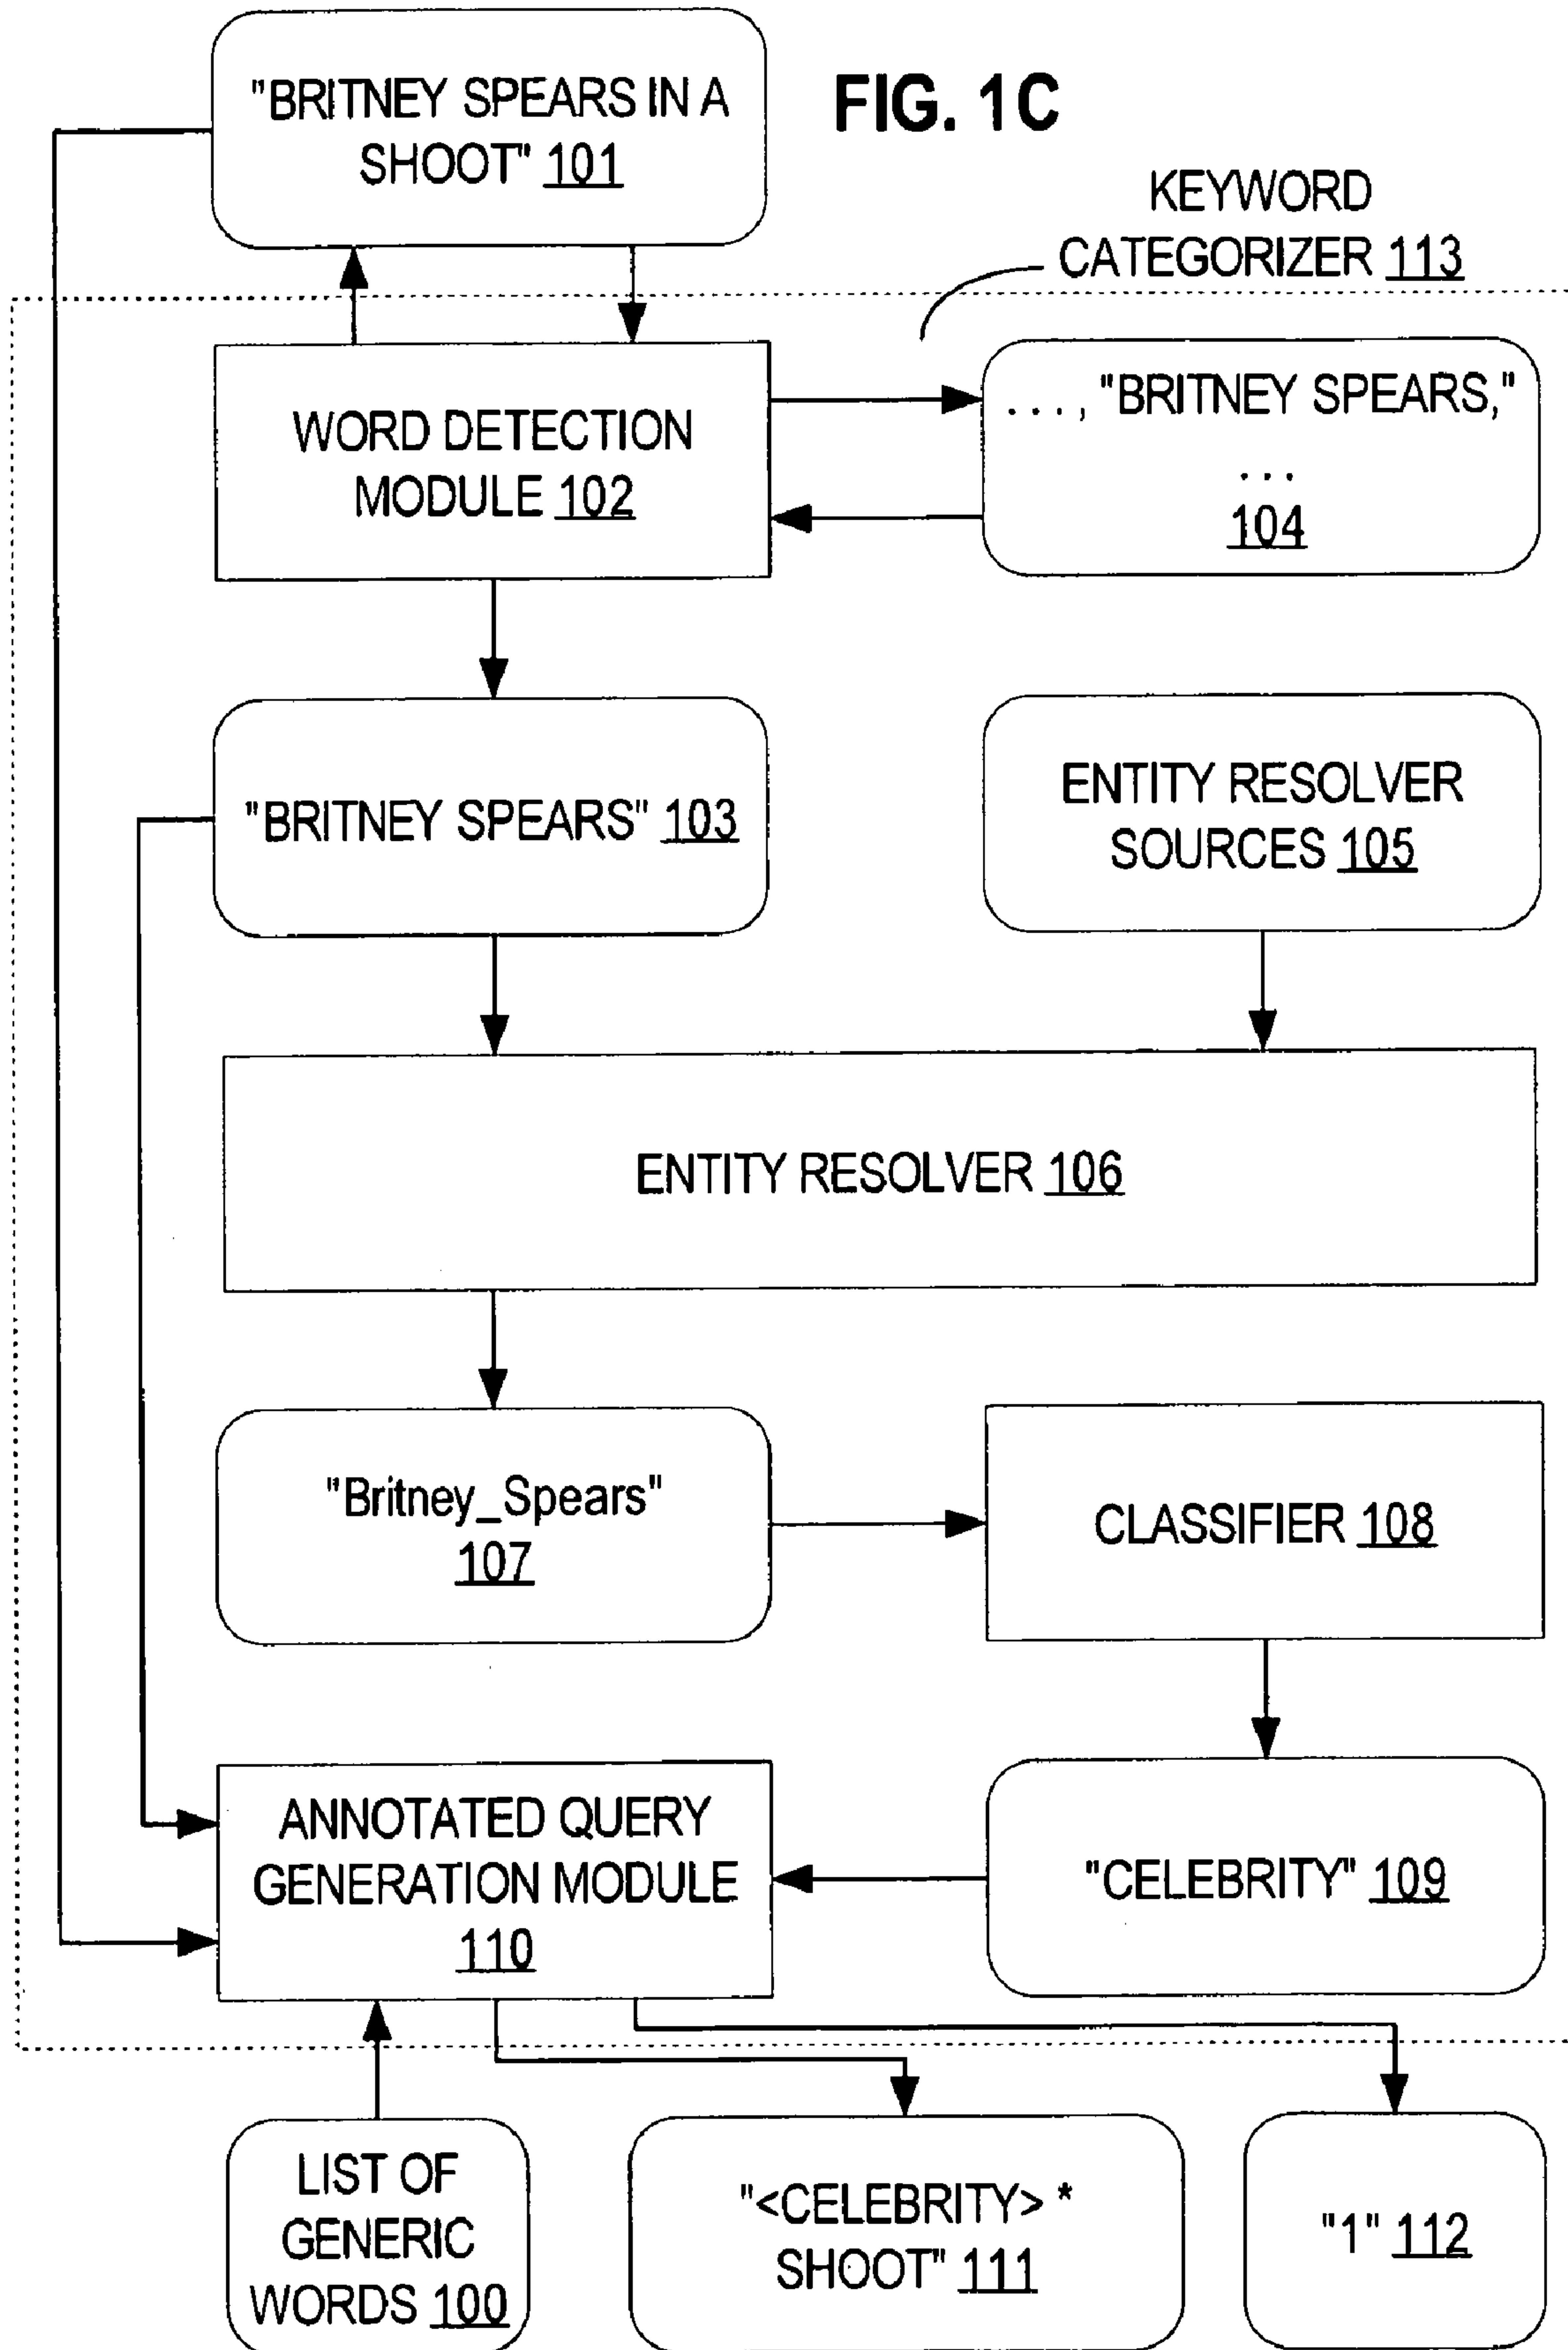 "BRITNEY SPEARS IN A
SHOOT" 101
FIG. 1C
KEYWORD
CATEGORIZER 113
WORD DETECTION
MODULE 102
. . . , "BRITNEY SPEARS,"
. . .
104
"BRITNEY SPEARS" 103
ENTITY RESOLVER
SOURCES 105
ENTITY RESOLVER 106
"Britney_Spears"
107
CLASSIFIER 108
ANNOTATED QUERY
GENERATION MODULE
110
"CELEBRITY" 109
LIST OF
GENERIC
WORDS 100
"<CELEBRITY> *
SHOOT" 111
"1" 112